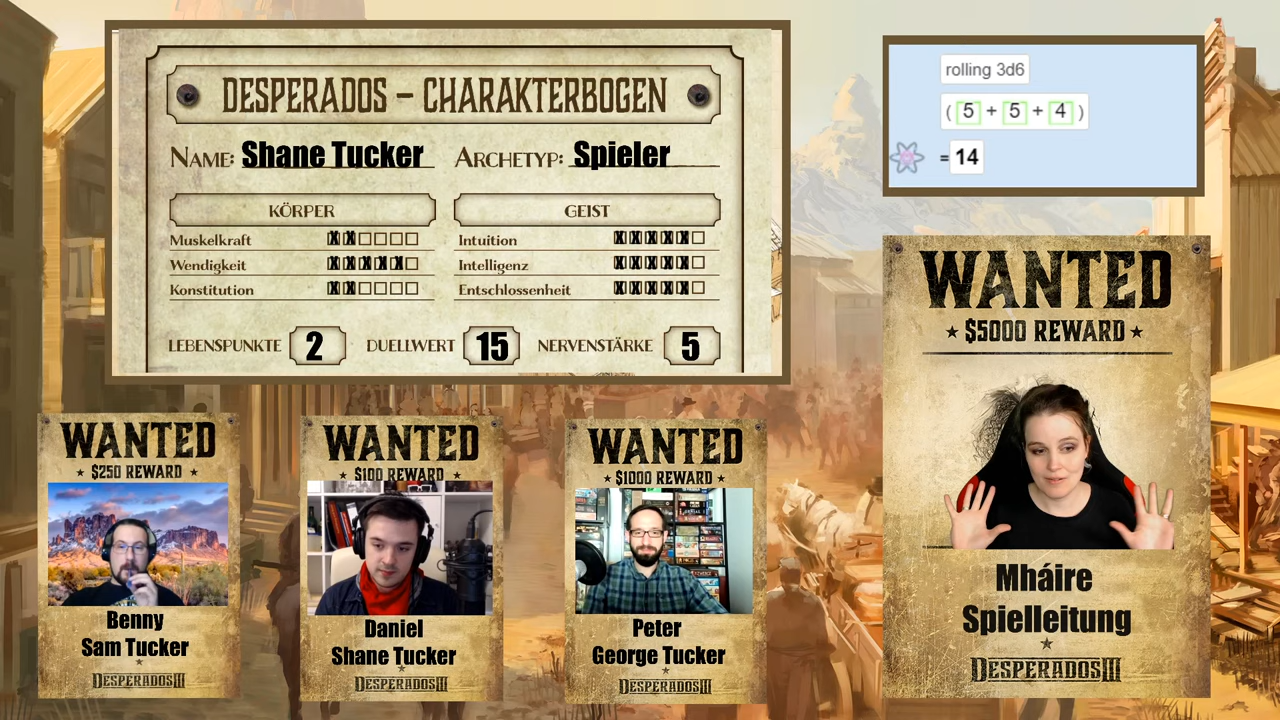 DESPERADOS – CHARAKTERBOGEN
NAME: Shane Tucker ARCHETYP: Spieler
KÖRPER GEIST
Muskelkraft Intuition
Wendigkeit Intelligenz
Konstitution Entschlossenheit
LEBENSPUNKTE 2 DUELLWERT 15 NERVENSTÄRKE 5
rolling 3d6
( 5 + 5 + 4 )
= 14
WANTED
$5000 REWARD
Mháire
Spielleitung
DESPERADOS III
WANTED
$250 REWARD
Benny
Sam Tucker
DESPERADOS III
WANTED
$100 REWARD
Daniel
Shane Tucker
DESPERADOS III
WANTED
$1000 REWARD
Peter
George Tucker
DESPERADOS III